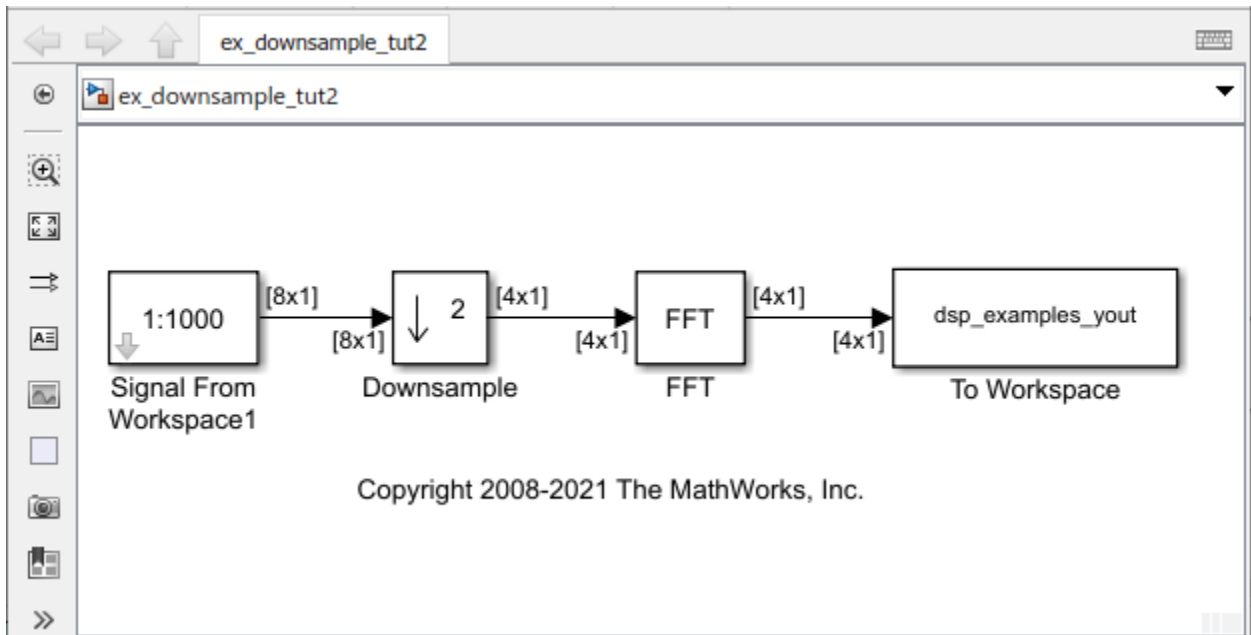 ex_downsample_tut2
ex_downsample_tut2
1:1000
[8x1]
[8x1]
2
[4x1]
[4x1]
FFT
[4x1]
[4x1]
dsp_examples_yout
Signal From
Workspace1
Downsample
FFT
To Workspace
Copyright 2008-2021 The MathWorks, Inc.